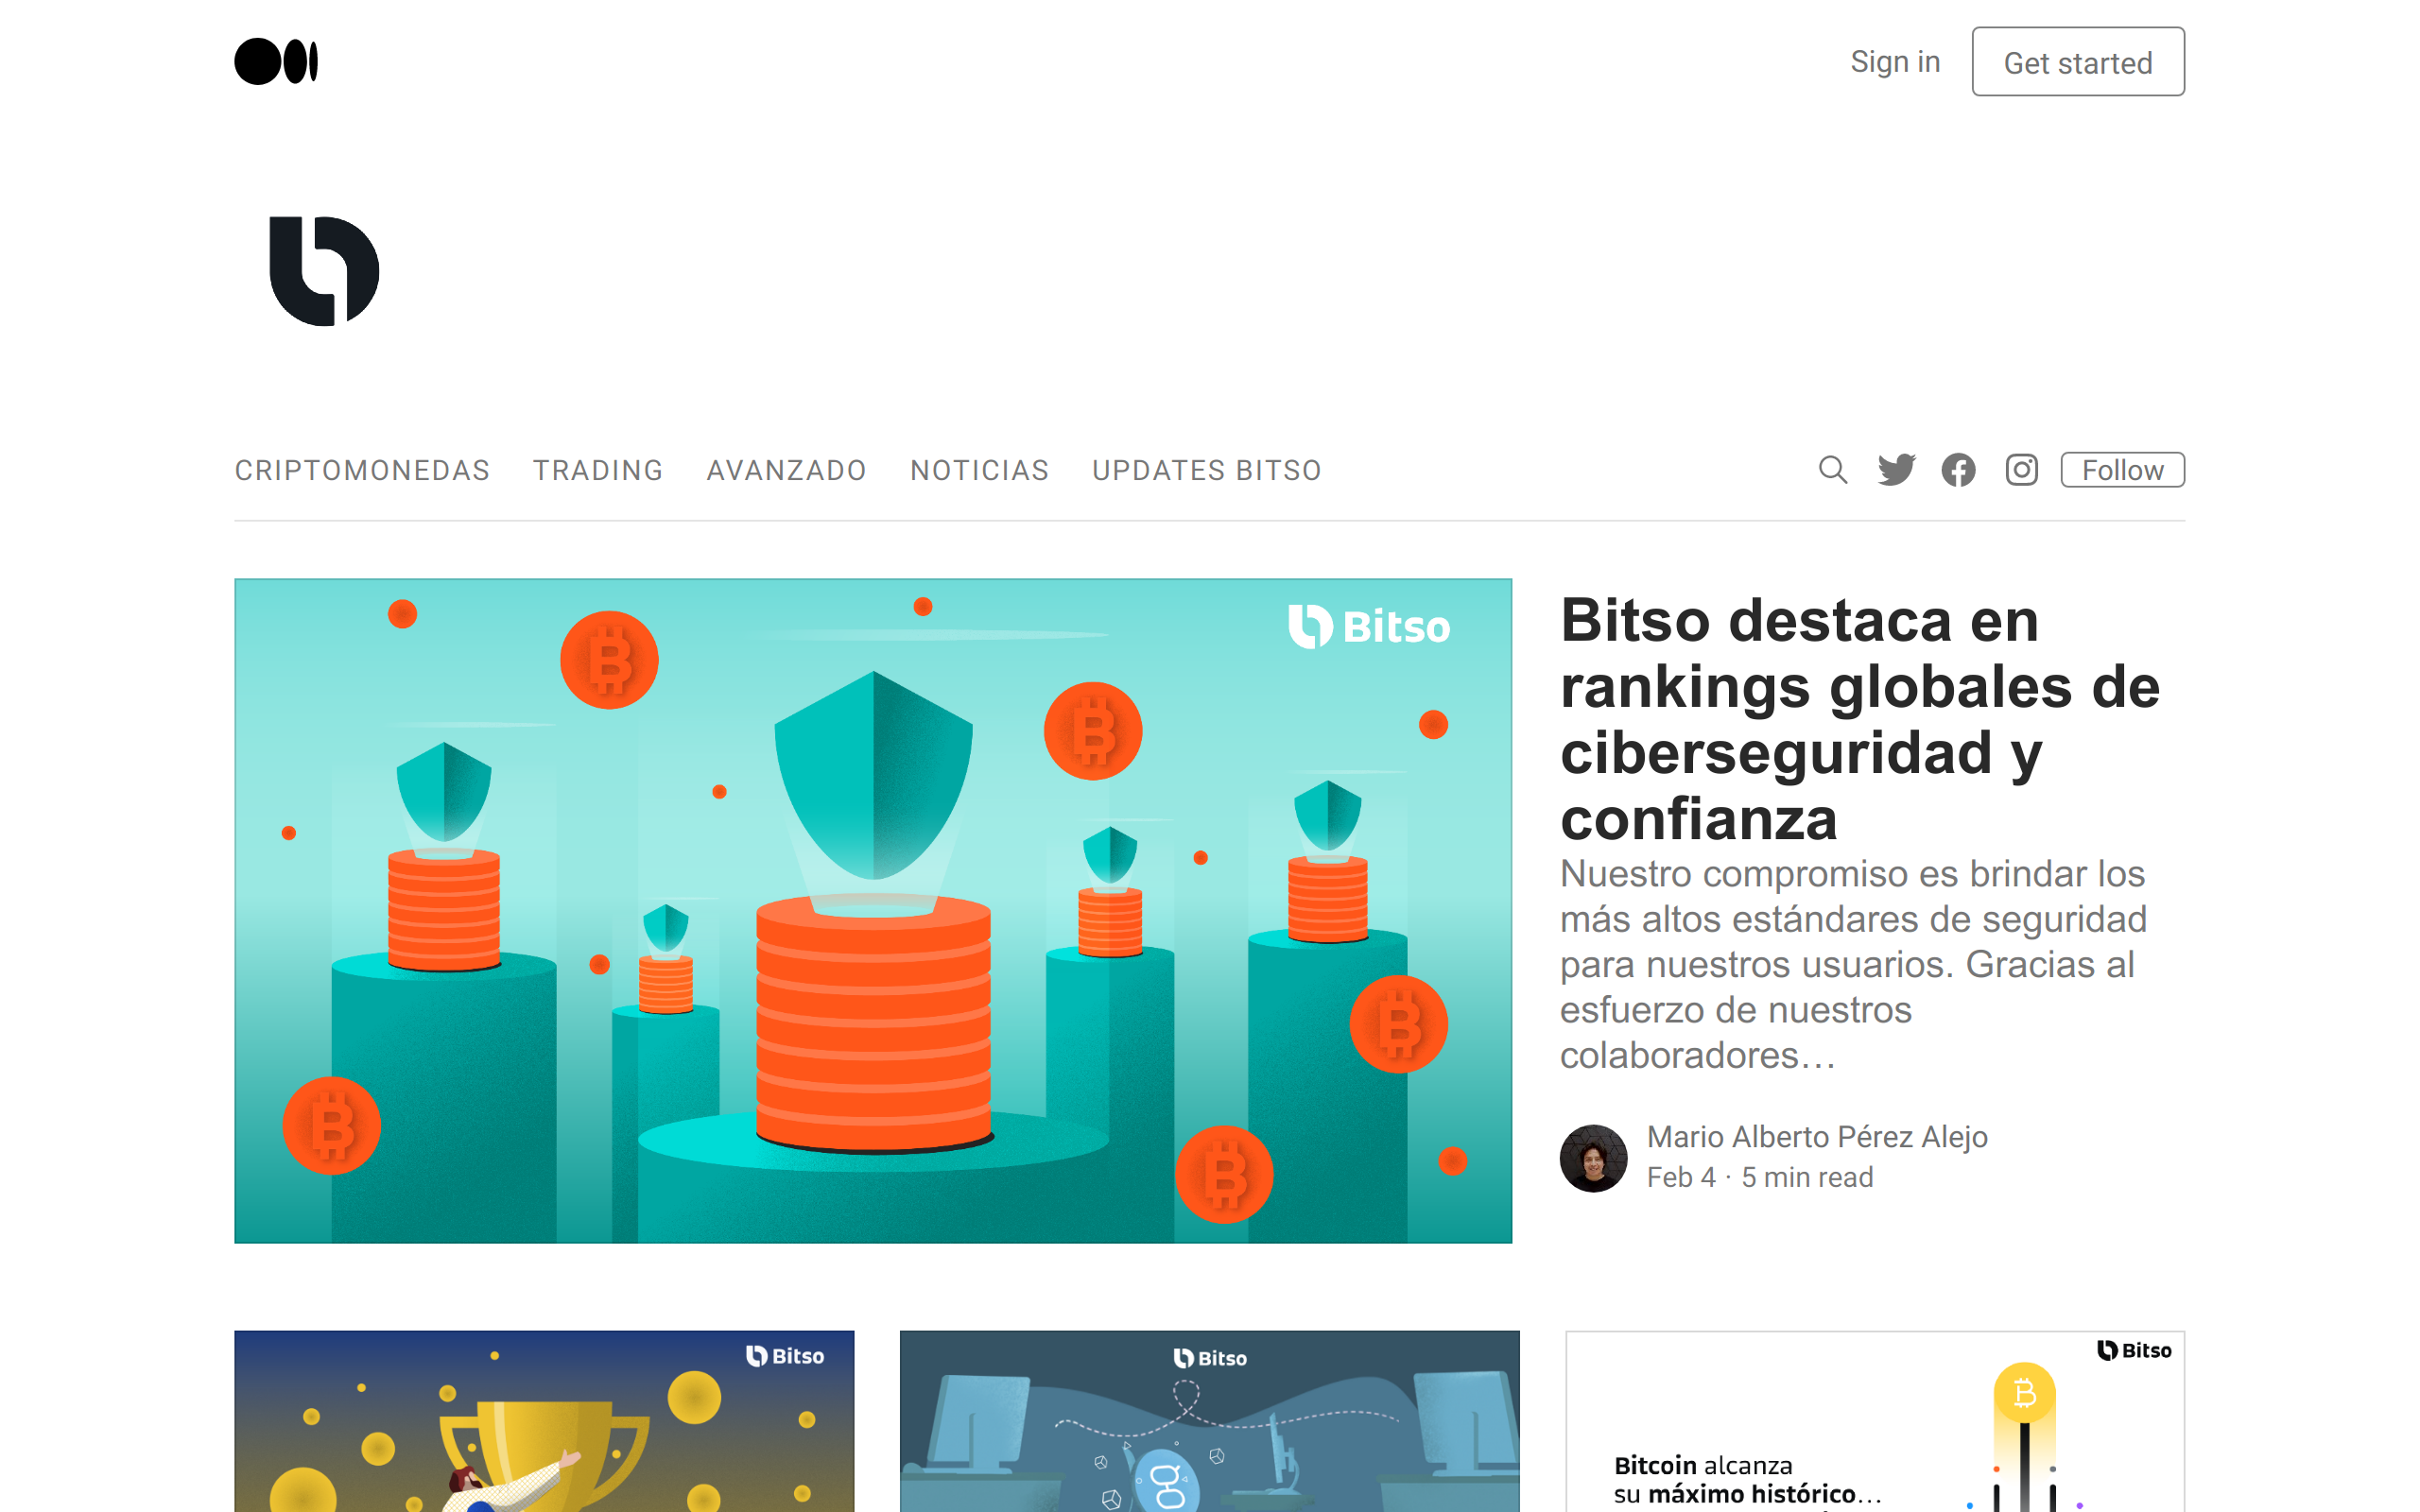 Sign in
Get started
CRIPTOMONEDAS
TRADING
AVANZADO
NOTICIAS
UPDATES BITSO
Follow
Bitso
Bitso destaca en
rankings globales de
ciberseguridad y
confianza
Nuestro compromiso es brindar los
más altos estándares de seguridad
para nuestros usuarios. Gracias al
esfuerzo de nuestros
colaboradores…
Mario Alberto Pérez Alejo
Feb 4 · 5 min read
Bitso
Bitso
Bitso
Bitcoin alcanza
su máximo histórico...